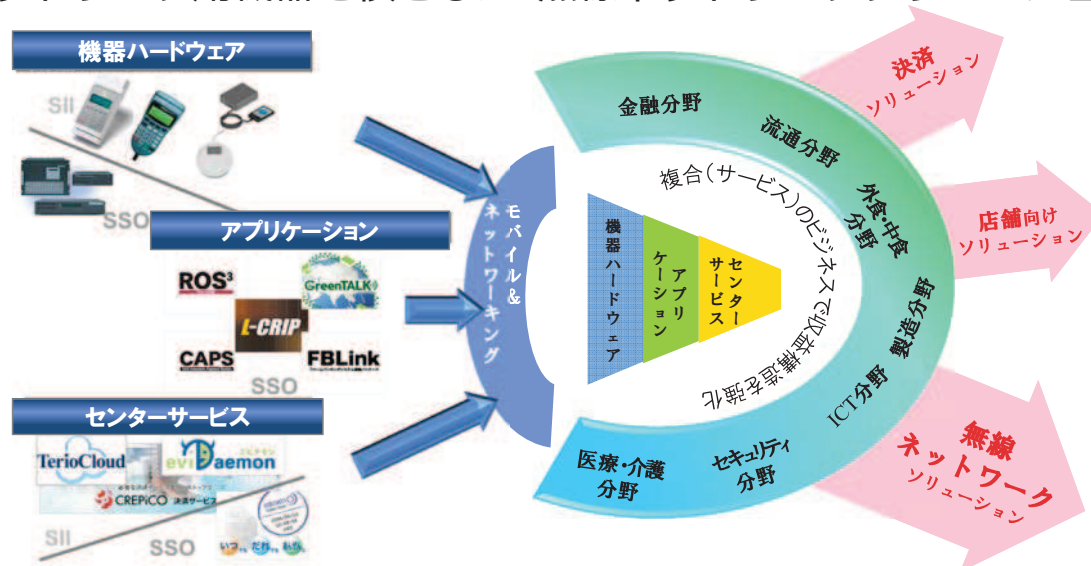 機器ハードウェア
SII
SSO
アプリケーション
ROS³
GreenTALK
L-CRIP
CAPS
FBLink
SSO
センターサービス
TerioCloud
eviDaemon
エビデモン
CREPiCO 決済サービス
SII
SSO
モバイル&
ネットワーキング
機器ハードウェア
アプリ
ケーション
センター
サービス
複合(サービス)のビジネスで収益構造を強化
金融分野
流通分野
外食・中食
分野
製造分野
ICT分野
セキュリティ
分野
医療・介護
分野
決済
ソリューション
店舗向け
ソリューション
無線
ネットワーク
ソリューション